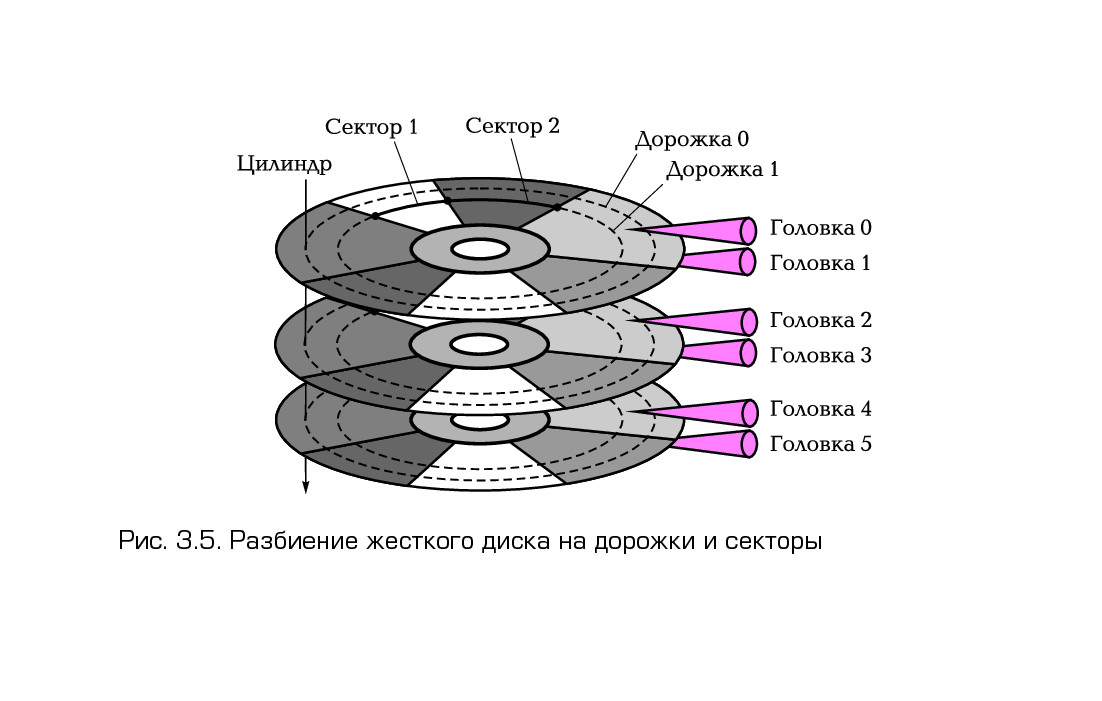 Сектор 1
Сектор 2
Дорожка 0
Цилиндр
Дорожка 1
Головка 0
Головка 1
Головка 2
Головка 3
Головка 4
Головка 5
Рис. 3.5. Разбиение жесткого диска на дорожки и секторы